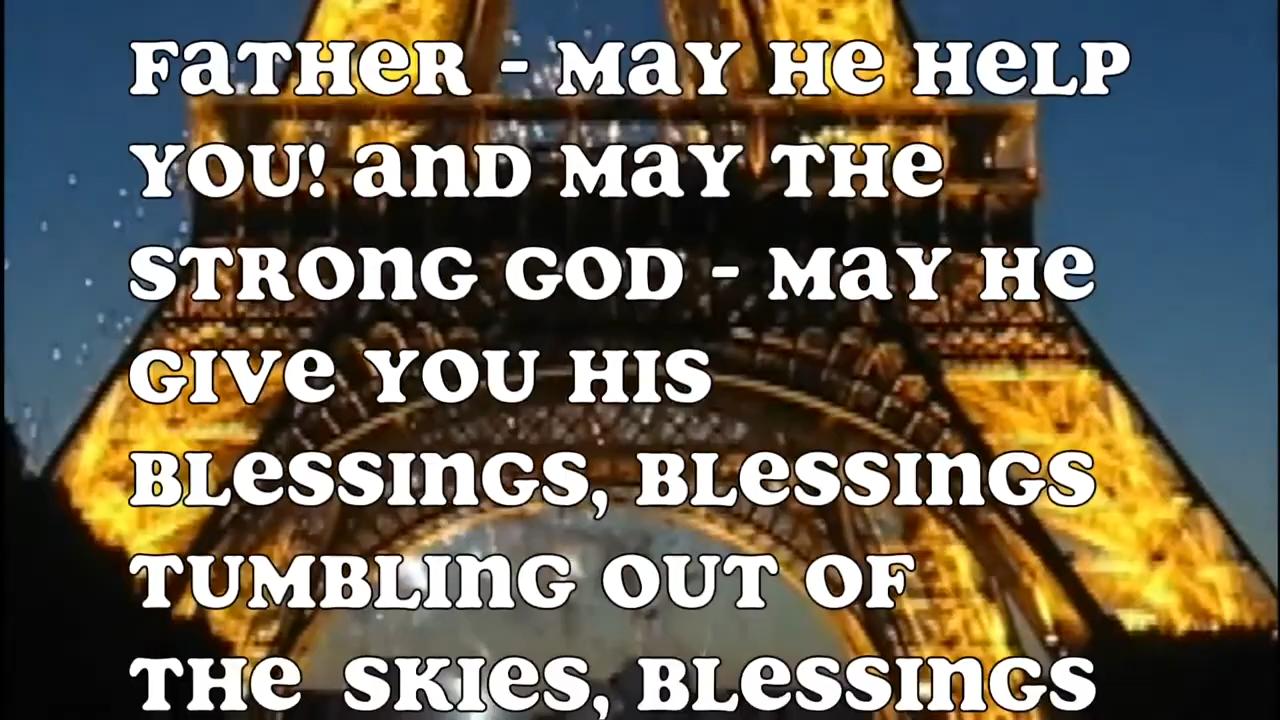 FATHER - MAY HE HELP
YOU! AND MAY THE
STRONG GOD - MAY HE
GIVE YOU HIS
BLESSINGS, BLESSINGS
TUMBLING OUT OF
THE SKIES, BLESSINGS